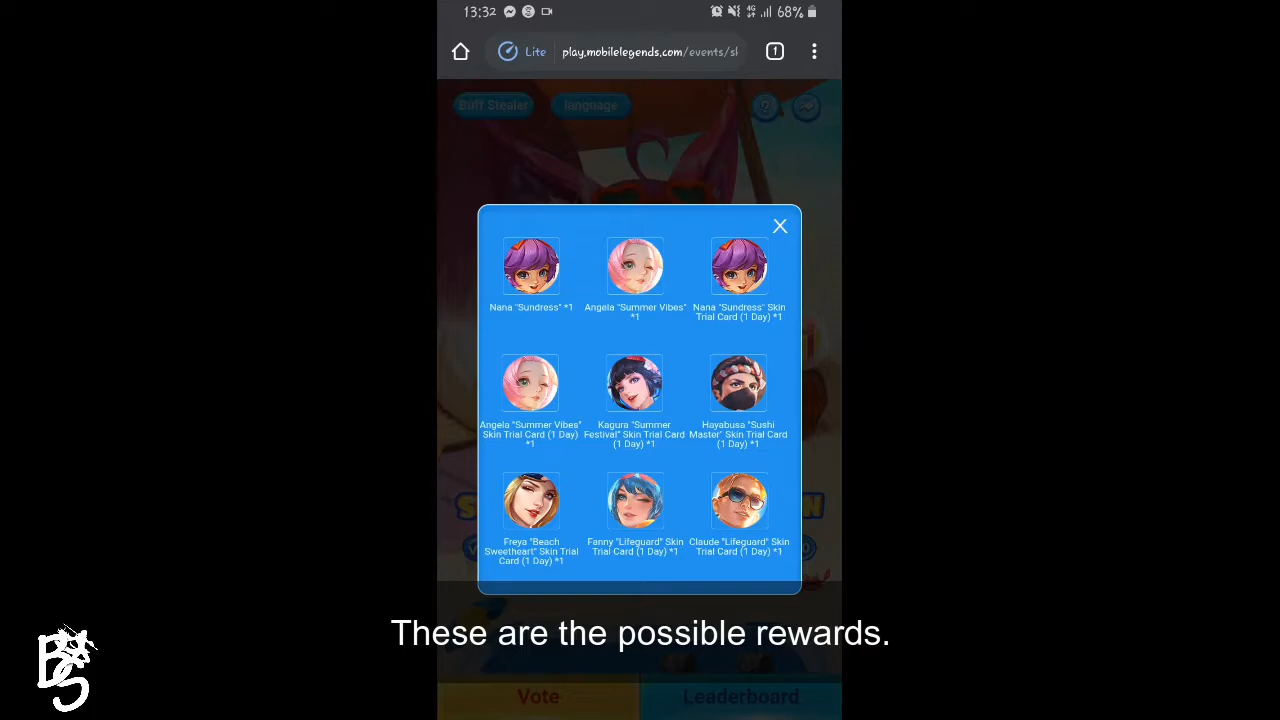 13:32
4G
68%
Lite
play.mobilelegends.com/events/sl
1
Buff Stealer
language
?
Nana "Sundress" *1
Angela "Summer Vibes"
*1
Nana "Sundress" Skin
Trial Card (1 Day) *1
Angela "Summer Vibes"
Skin Trial Card (1 Day)
*1
Kagura "Summer
Festival" Skin Trial Card
(1 Day) *1
Hayabusa "Sushi
Master" Skin Trial Card
(1 Day) *1
Freya "Beach
Sweetheart" Skin Trial
Card (1 Day) *1
Fanny "Lifeguard" Skin
Trial Card (1 Day) *1
Claude "Lifeguard" Skin
Trial Card (1 Day) *1
These are the possible rewards.
Vote
Leaderboard